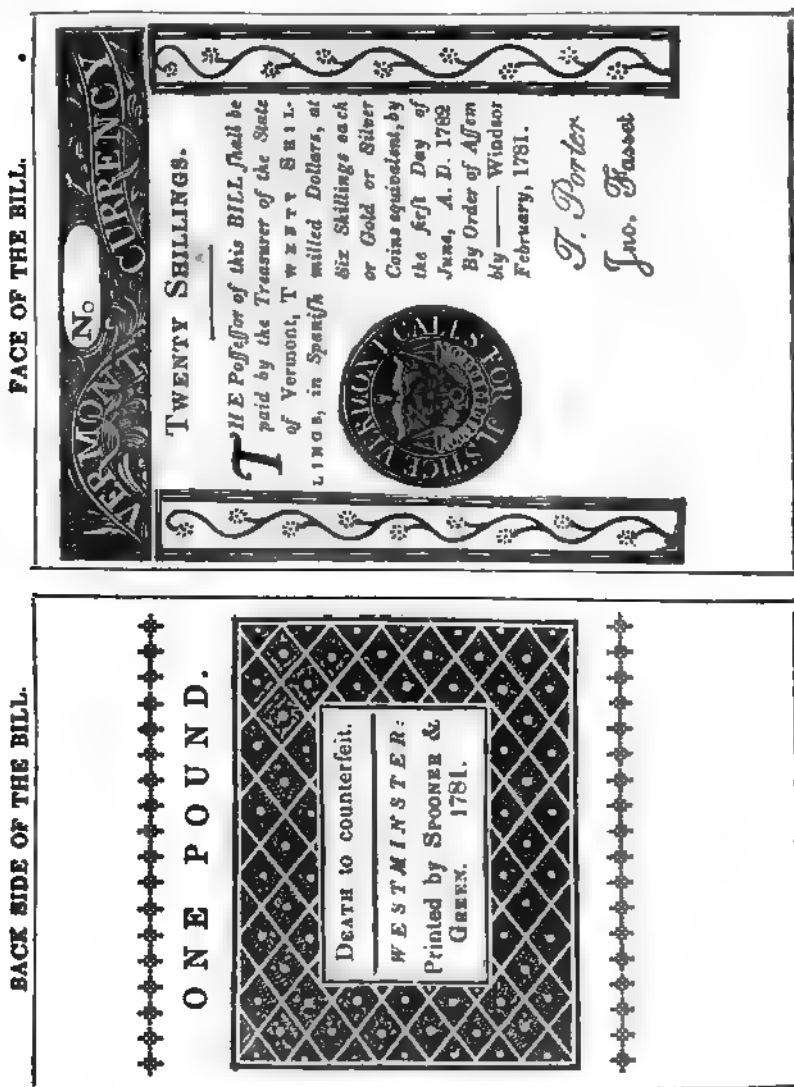 FACE OF THE BILL.
VERMONT CURRENCY
No
TWENTY SHILLINGS.
THE Poſſeſſor of this BILL ſhall be
paid by the Treasurer of the State
of Vermont, TWENTY SHIL-
LINGS, in Spaniſh milled Dollars, at
Six Shillings each
or Gold or Silver
Coins equivalent, by
the firſt Day of
June, A. D. 1782
By Order of Aſſem
bly —— Windsor
February, 1781.
VERMONT CALLS FOR JUSTICE
T. Porter
Jno. Fasset
BACK SIDE OF THE BILL.
ONE POUND.
DEATH to counterfeit.
WESTMINSTER:
Printed by SPOONER &
GREEN. 1781.